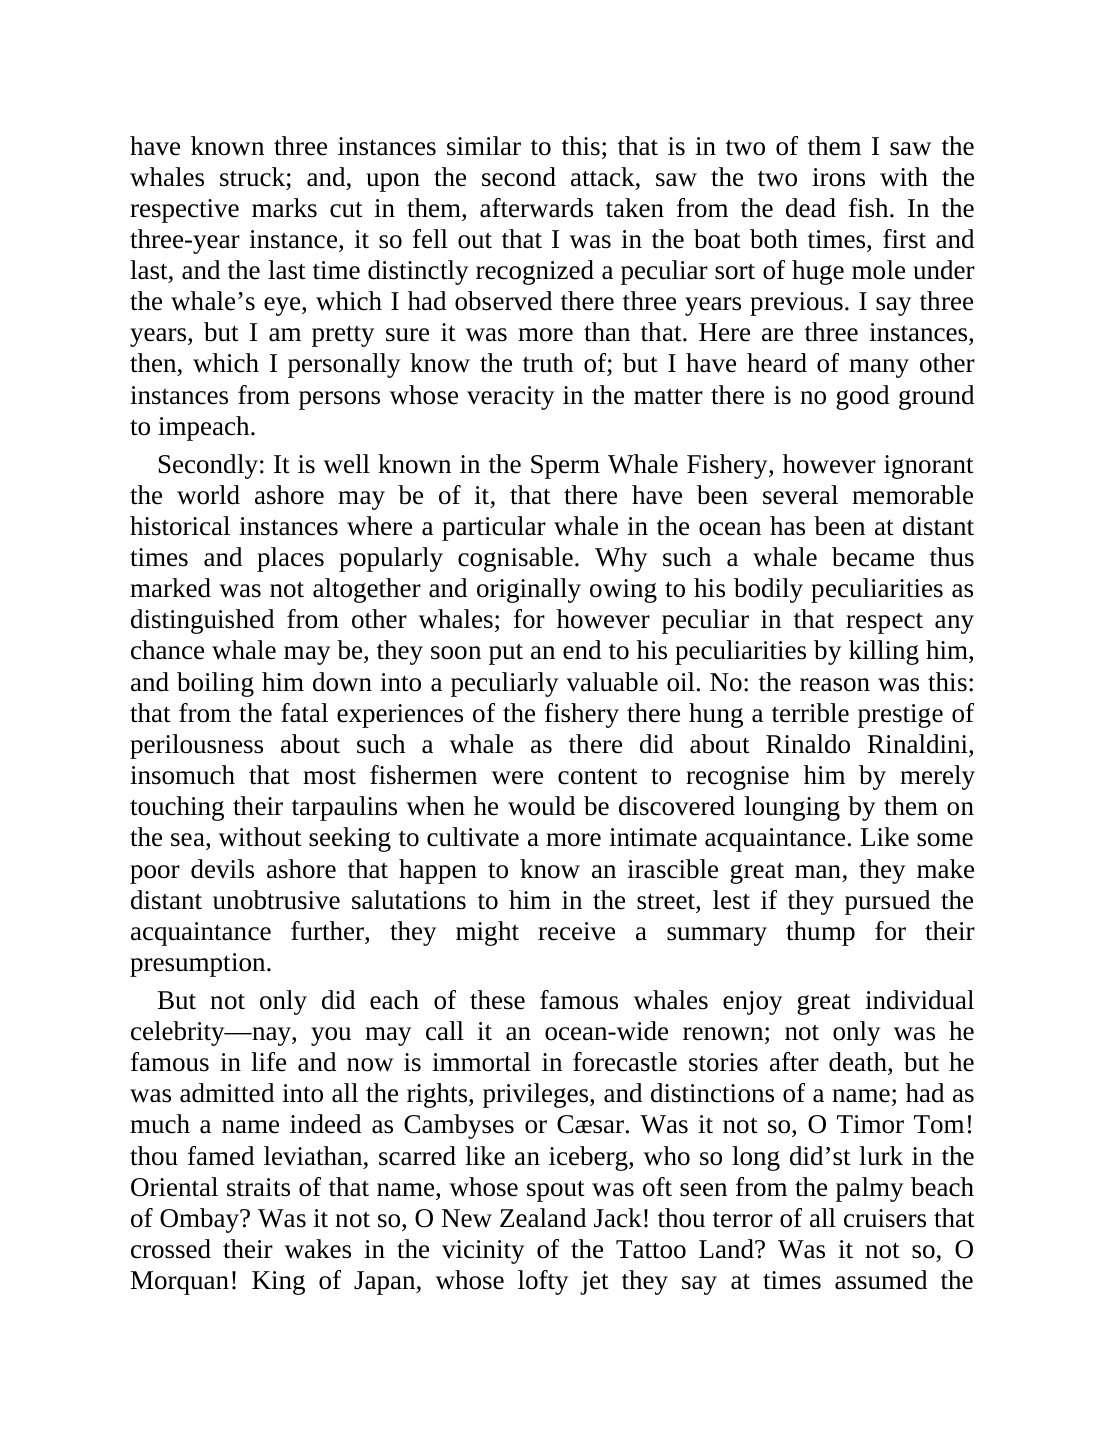 have known three instances similar to this; that is in two of them I saw the
whales struck; and, upon the second attack, saw the two irons with the
respective marks cut in them, afterwards taken from the dead fish. In the
three-year instance, it so fell out that I was in the boat both times, first and
last, and the last time distinctly recognized a peculiar sort of huge mole under
the whale’s eye, which I had observed there three years previous. I say three
years, but I am pretty sure it was more than that. Here are three instances,
then, which I personally know the truth of; but I have heard of many other
instances from persons whose veracity in the matter there is no good ground
to impeach.
Secondly: It is well known in the Sperm Whale Fishery, however ignorant
the world ashore may be of it, that there have been several memorable
historical instances where a particular whale in the ocean has been at distant
times and places popularly cognisable. Why such a whale became thus
marked was not altogether and originally owing to his bodily peculiarities as
distinguished from other whales; for however peculiar in that respect any
chance whale may be, they soon put an end to his peculiarities by killing him,
and boiling him down into a peculiarly valuable oil. No: the reason was this:
that from the fatal experiences of the fishery there hung a terrible prestige of
perilousness about such a whale as there did about Rinaldo Rinaldini,
insomuch that most fishermen were content to recognise him by merely
touching their tarpaulins when he would be discovered lounging by them on
the sea, without seeking to cultivate a more intimate acquaintance. Like some
poor devils ashore that happen to know an irascible great man, they make
distant unobtrusive salutations to him in the street, lest if they pursued the
acquaintance further, they might receive a summary thump for their
presumption.
But not only did each of these famous whales enjoy great individual
celebrity—nay, you may call it an ocean-wide renown; not only was he
famous in life and now is immortal in forecastle stories after death, but he
was admitted into all the rights, privileges, and distinctions of a name; had as
much a name indeed as Cambyses or Cæsar. Was it not so, O Timor Tom!
thou famed leviathan, scarred like an iceberg, who so long did’st lurk in the
Oriental straits of that name, whose spout was oft seen from the palmy beach
of Ombay? Was it not so, O New Zealand Jack! thou terror of all cruisers that
crossed their wakes in the vicinity of the Tattoo Land? Was it not so, O
Morquan! King of Japan, whose lofty jet they say at times assumed the